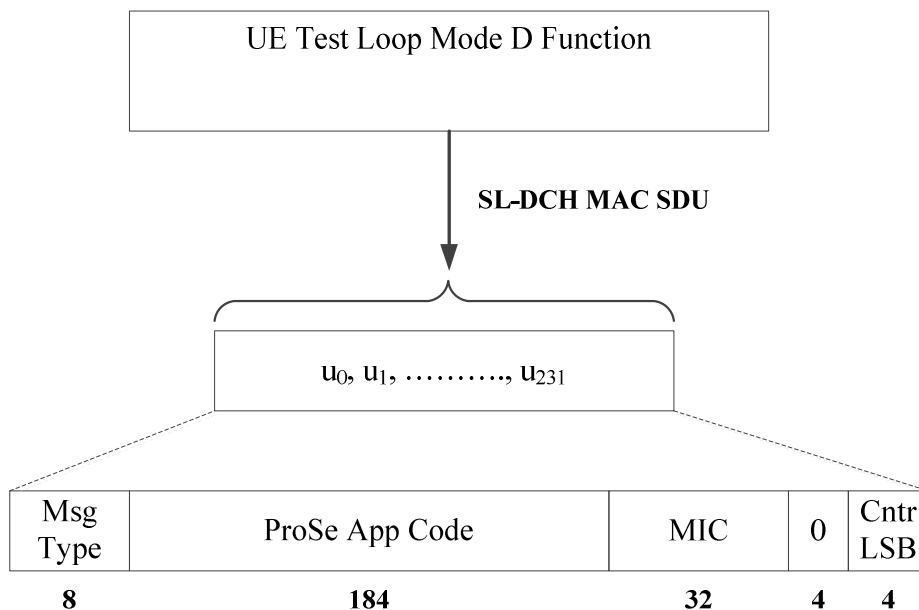 UE Test Loop Mode D Function
SL-DCH MAC SDU
u₀, u₁, ………., u₂₃₁
Msg Type
ProSe App Code
MIC
0
Cntr LSB
8
184
32
4
4